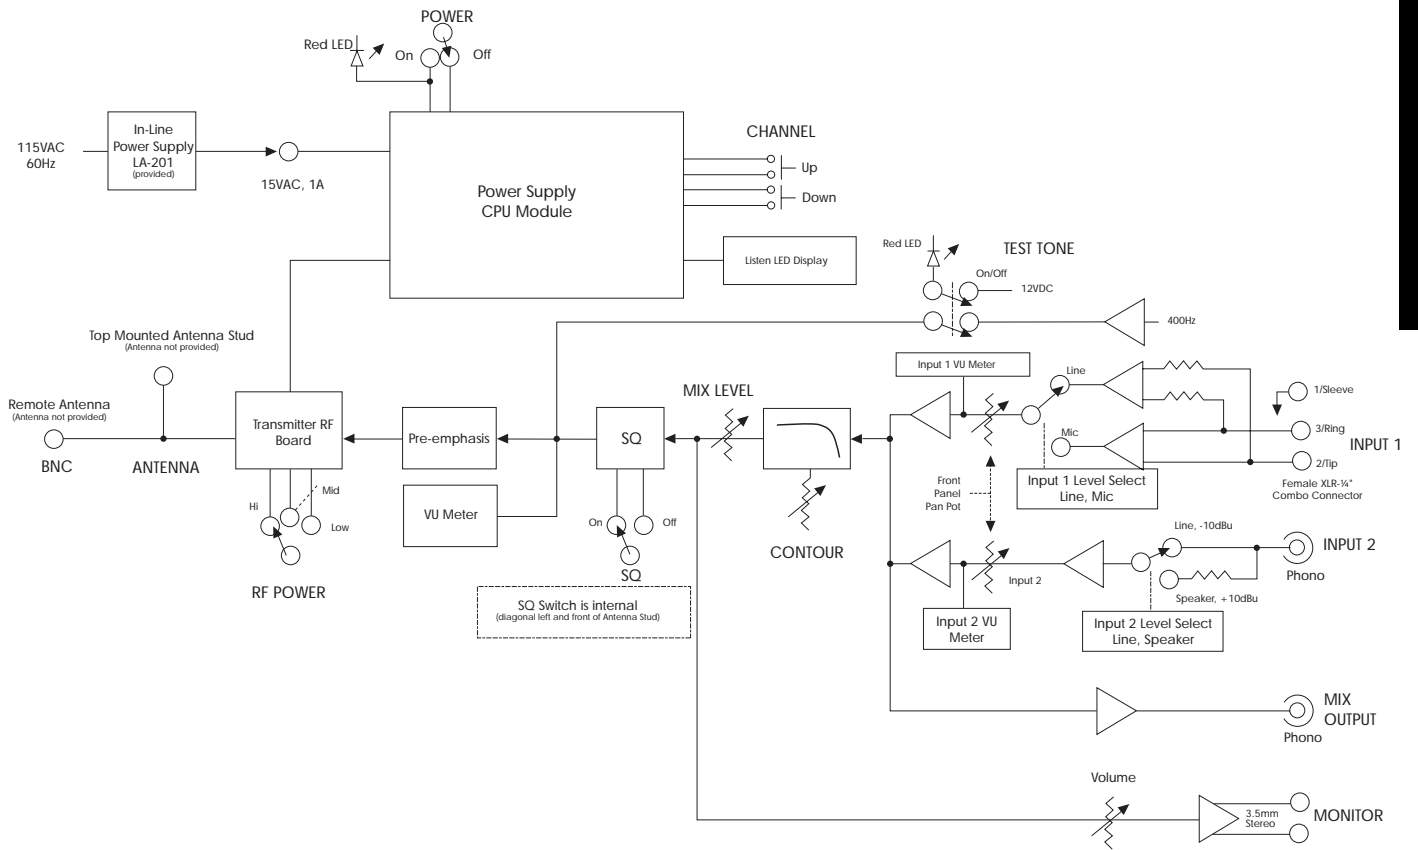 POWER
Red LED
On
Off
115VAC
60Hz
In-Line
Power Supply
LA-201
(provided)
15VAC, 1A
Power Supply
CPU Module
CHANNEL
Up
Down
Listen LED Display
Red LED
TEST TONE
On/Off
12VDC
400Hz
Top Mounted Antenna Stud
(Antenna not provided)
Remote Antenna
(Antenna not provided)
BNC
ANTENNA
Transmitter RF
Board
Hi
Mid
Low
RF POWER
Pre-emphasis
VU Meter
SQ
On
Off
SQ
SQ Switch is internal
(diagonal left and front of Antenna Stud)
MIX LEVEL
CONTOUR
Input 1 VU Meter
Line
Mic
Input 1 Level Select
Line, Mic
1/Sleeve
3/Ring
2/Tip
INPUT 1
Female XLR-¼"
Combo Connector
Front
Panel
Pan Pot
Input 2
Input 2 VU
Meter
Line, -10dBu
Speaker, +10dBu
Input 2 Level Select
Line, Speaker
INPUT 2
Phono
MIX
OUTPUT
Phono
Volume
3.5mm
Stereo
MONITOR